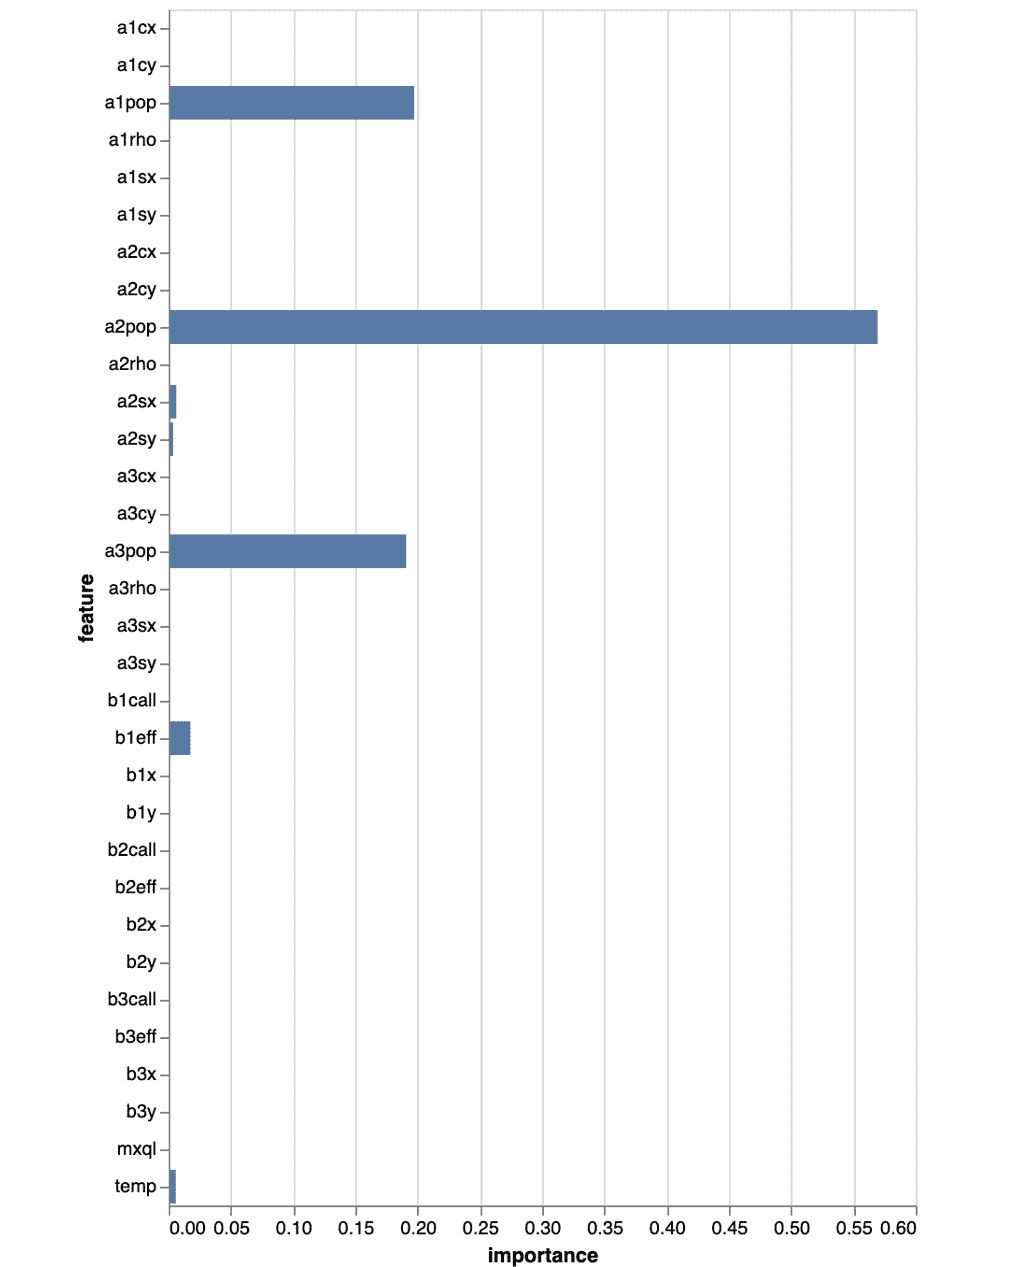 a1cx
a1cy
a1pop
a1rho
a1sx
a1sy
a2cx
a2cy
a2pop
a2rho
a2sx
a2sy
a3cx
a3cy
a3pop
a3rho
a3sx
a3sy
b1call
b1eff
b1x
b1y
b2call
b2eff
b2x
b2y
b3call
b3eff
b3x
b3y
mxql
temp
feature
0.00 0.05 0.10 0.15 0.20 0.25 0.30 0.35 0.40 0.45 0.50 0.55 0.60
importance